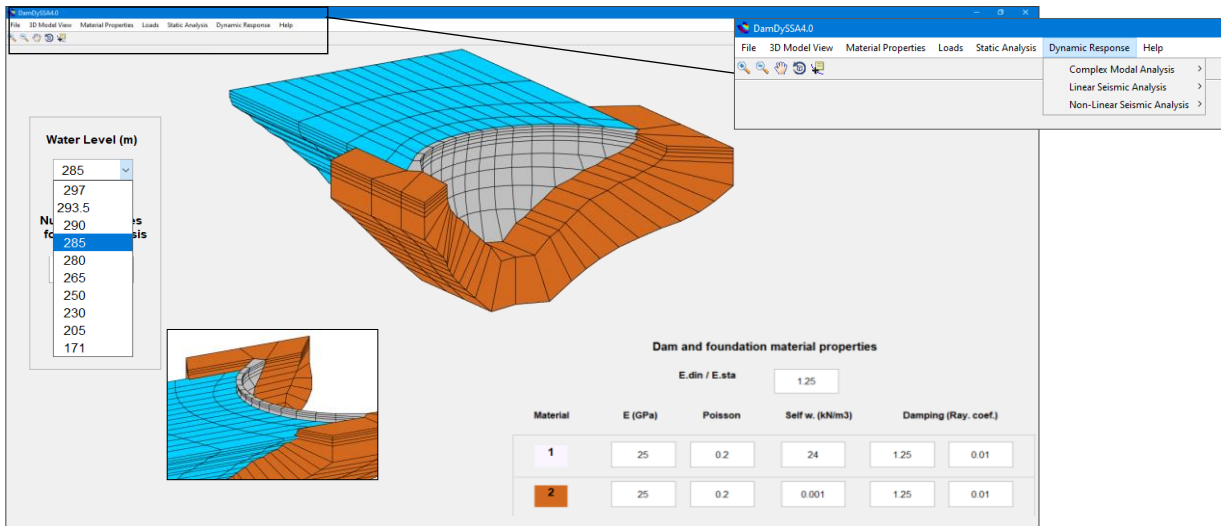 DamDySSA4.0
File 3D Model View Material Properties Loads Static Analysis Dynamic Response Help
DamDySSA4.0
File 3D Model View Material Properties Loads Static Analysis Dynamic Response Help
Complex Modal Analysis >
Linear Seismic Analysis >
Non-Linear Seismic Analysis >
Water Level (m)
285
297
293.5
290
285
280
265
250
230
205
171
Dam and foundation material properties
E.din / E.sta 1.25
Material E (GPa) Poisson Self w. (kN/m3) Damping (Ray. coef.)
1 25 0.2 24 1.25 0.01
2 25 0.2 0.001 1.25 0.01